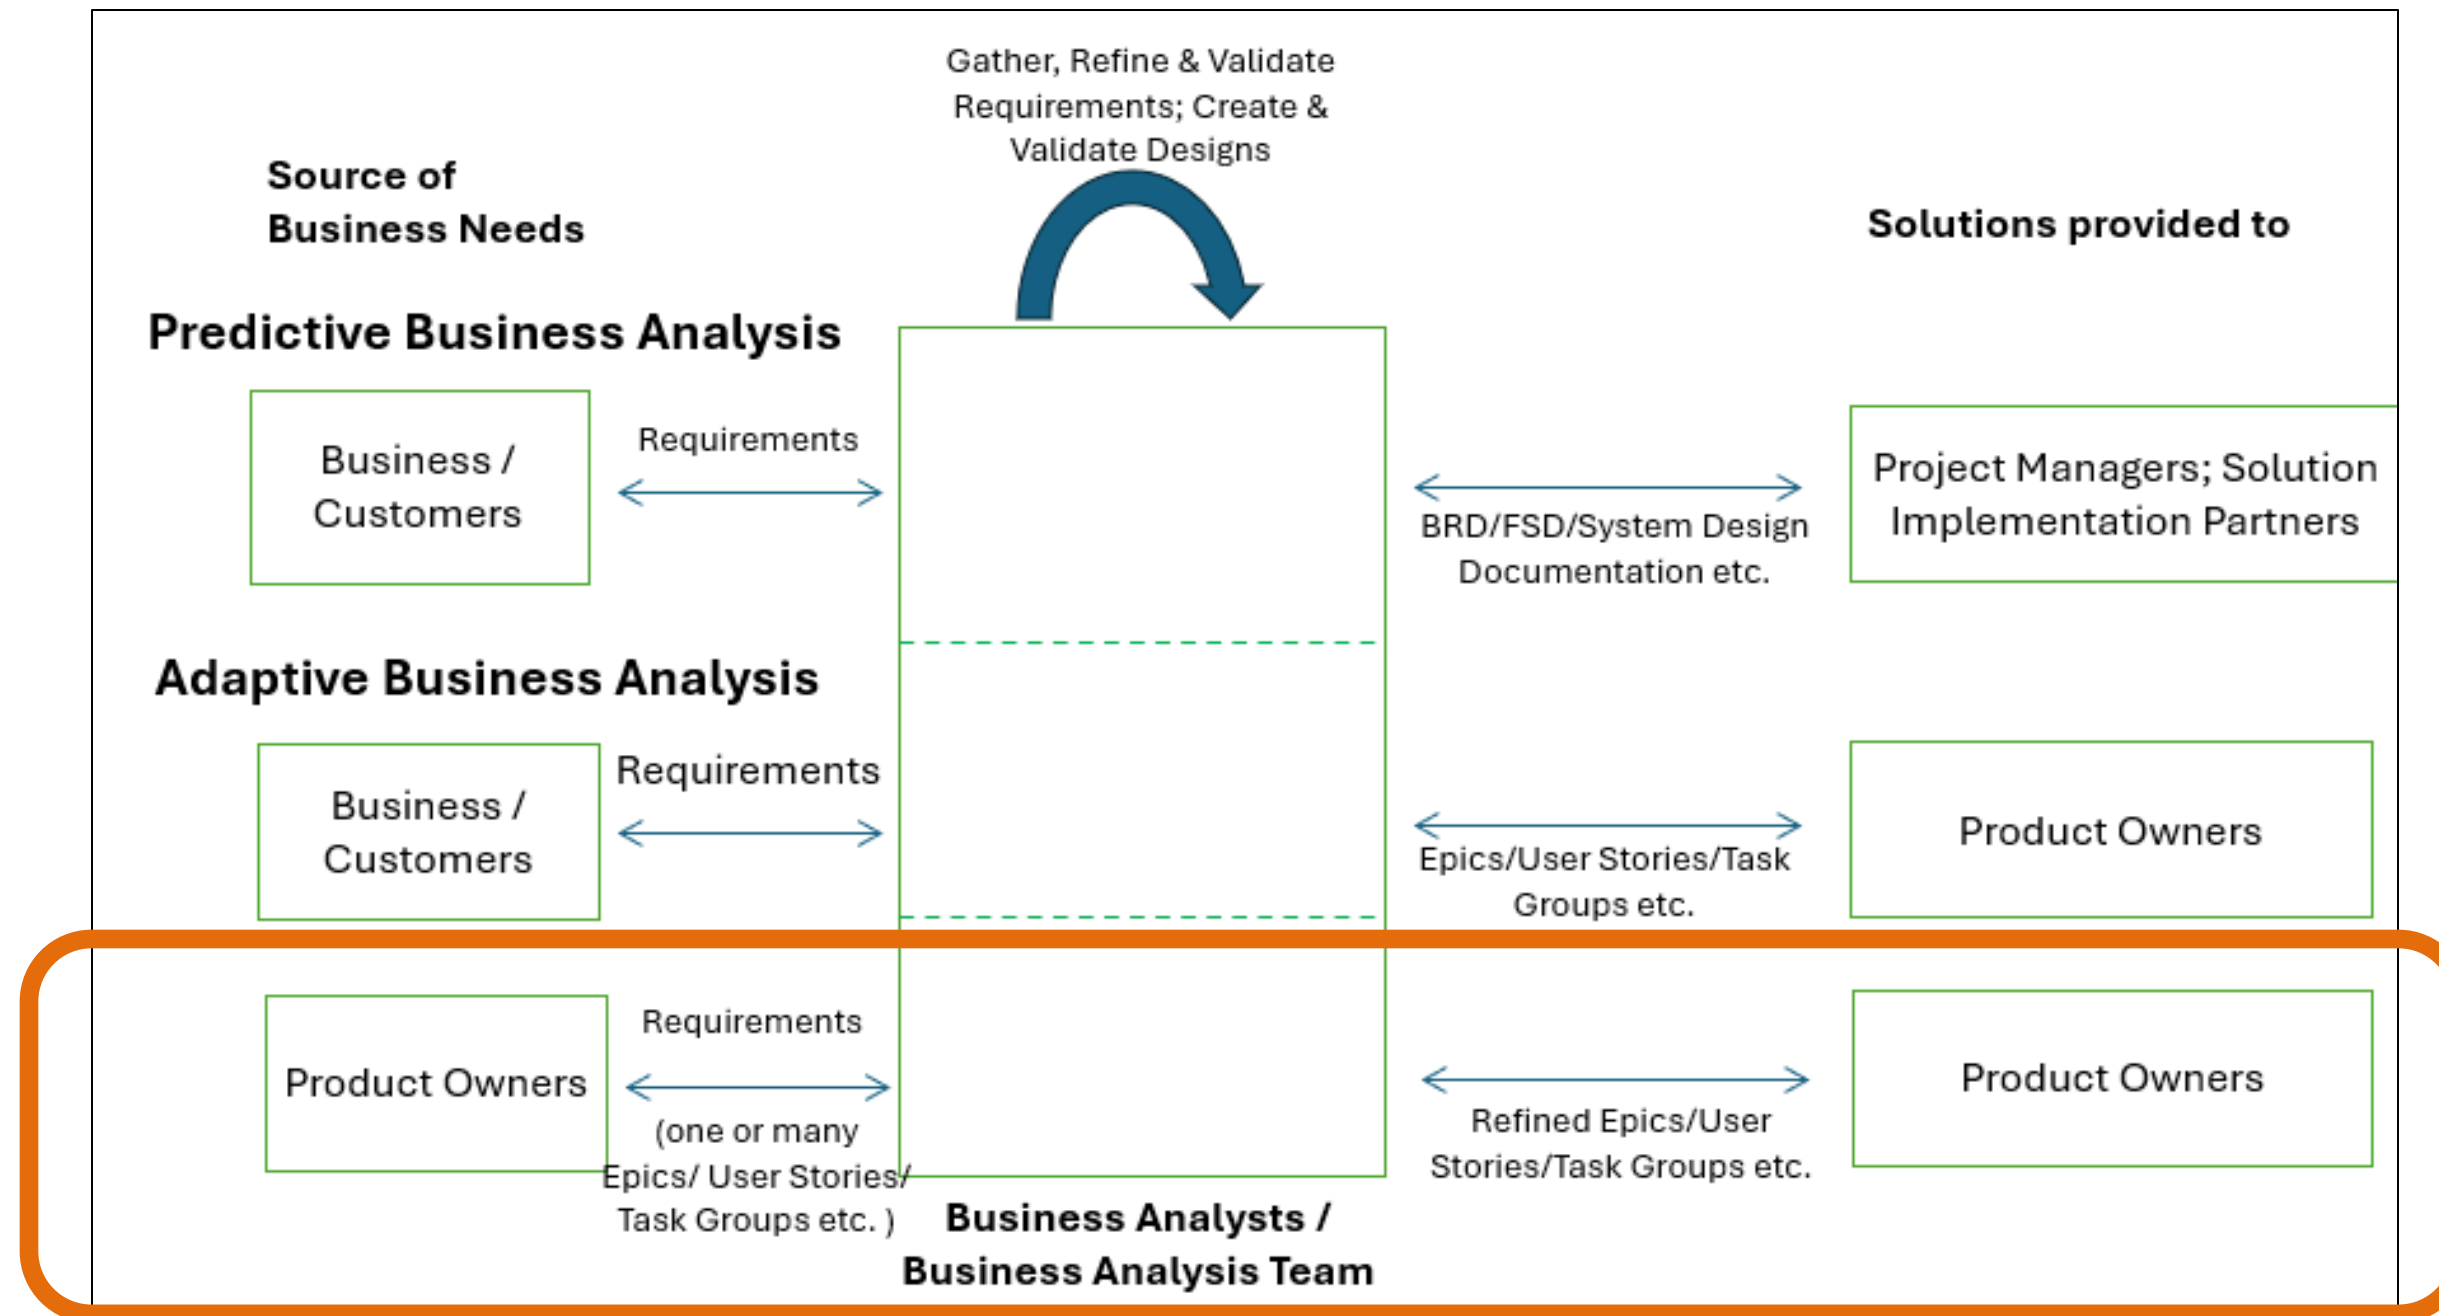 Gather, Refine & Validate
Requirements; Create &
Validate Designs
Source of
Business Needs
Solutions provided to
Predictive Business Analysis
Business /
Customers
Requirements
BRD/FSD/System Design
Documentation etc.
Project Managers; Solution
Implementation Partners
Adaptive Business Analysis
Business /
Customers
Requirements
Epics/User Stories/Task
Groups etc.
Product Owners
Product Owners
Requirements
(one or many
Epics/ User Stories/
Task Groups etc. )
Refined Epics/User
Stories/Task Groups etc.
Product Owners
Business Analysts /
Business Analysis Team